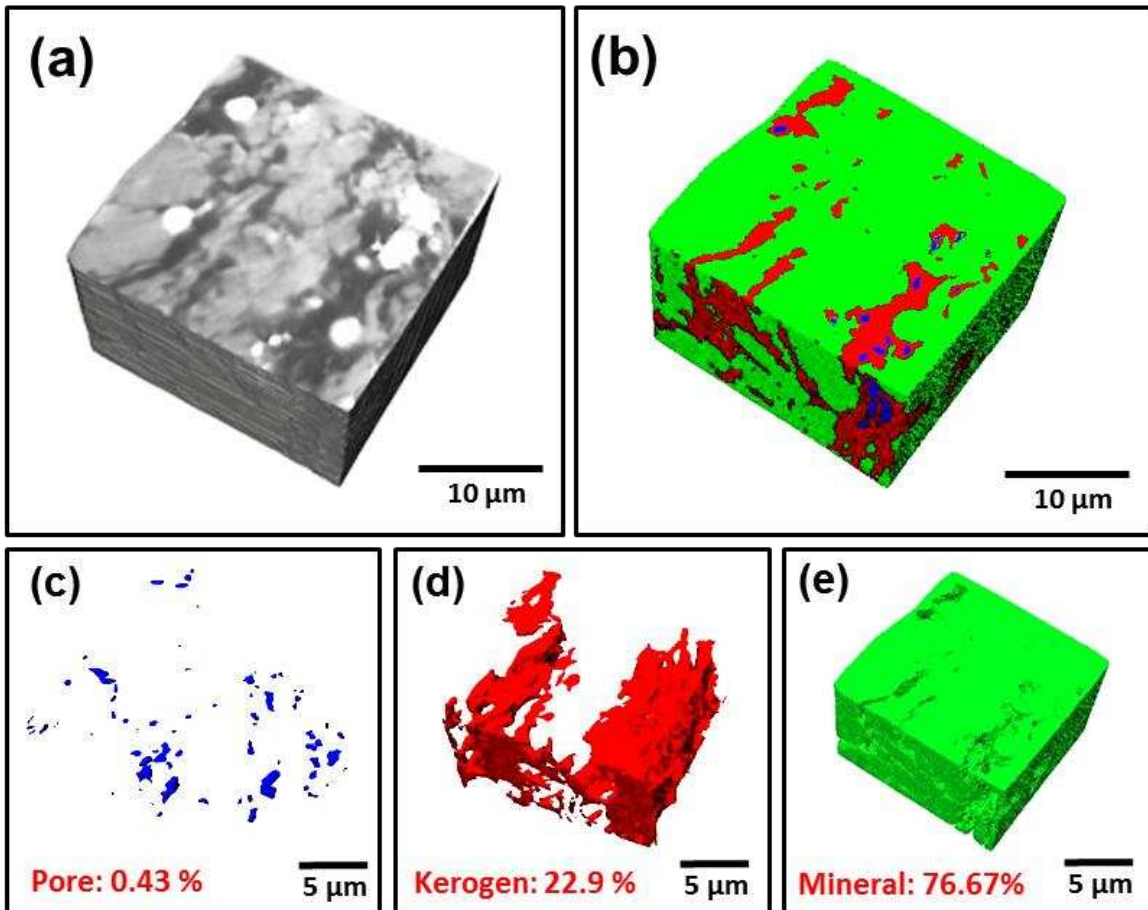 (a)
10 µm
(b)
10 µm
(c)
Pore: 0.43 %
5 µm
(d)
Kerogen: 22.9 %
5 µm
(e)
Mineral: 76.67%
5 µm